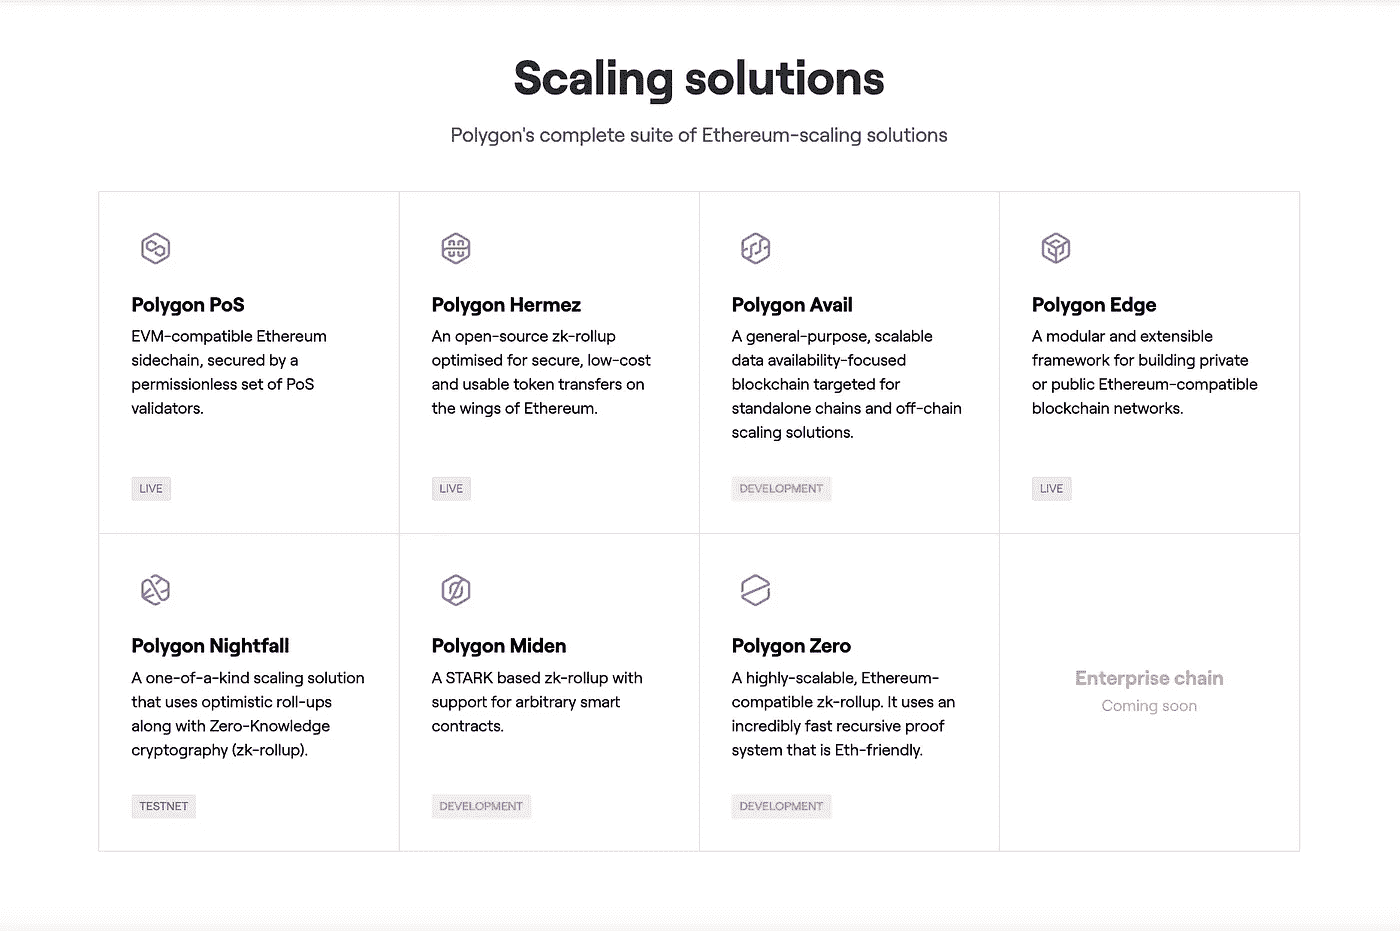 Scaling solutions
Polygon's complete suite of Ethereum-scaling solutions
Polygon PoS
EVM-compatible Ethereum
sidechain, secured by a
permissionless set of PoS
validators.
LIVE
Polygon Hermez
An open-source zk-rollup
optimised for secure, low-cost
and usable token transfers on
the wings of Ethereum.
LIVE
Polygon Avail
A general-purpose, scalable
data availability-focused
blockchain targeted for
standalone chains and off-chain
scaling solutions.
DEVELOPMENT
Polygon Edge
A modular and extensible
framework for building private
or public Ethereum-compatible
blockchain networks.
LIVE
Polygon Nightfall
A one-of-a-kind scaling solution
that uses optimistic roll-ups
along with Zero-Knowledge
cryptography (zk-rollup).
TESTNET
Polygon Miden
A STARK based zk-rollup with
support for arbitrary smart
contracts.
DEVELOPMENT
Polygon Zero
A highly-scalable, Ethereum-
compatible zk-rollup. It uses an
incredibly fast recursive proof
system that is Eth-friendly.
DEVELOPMENT
Enterprise chain
Coming soon